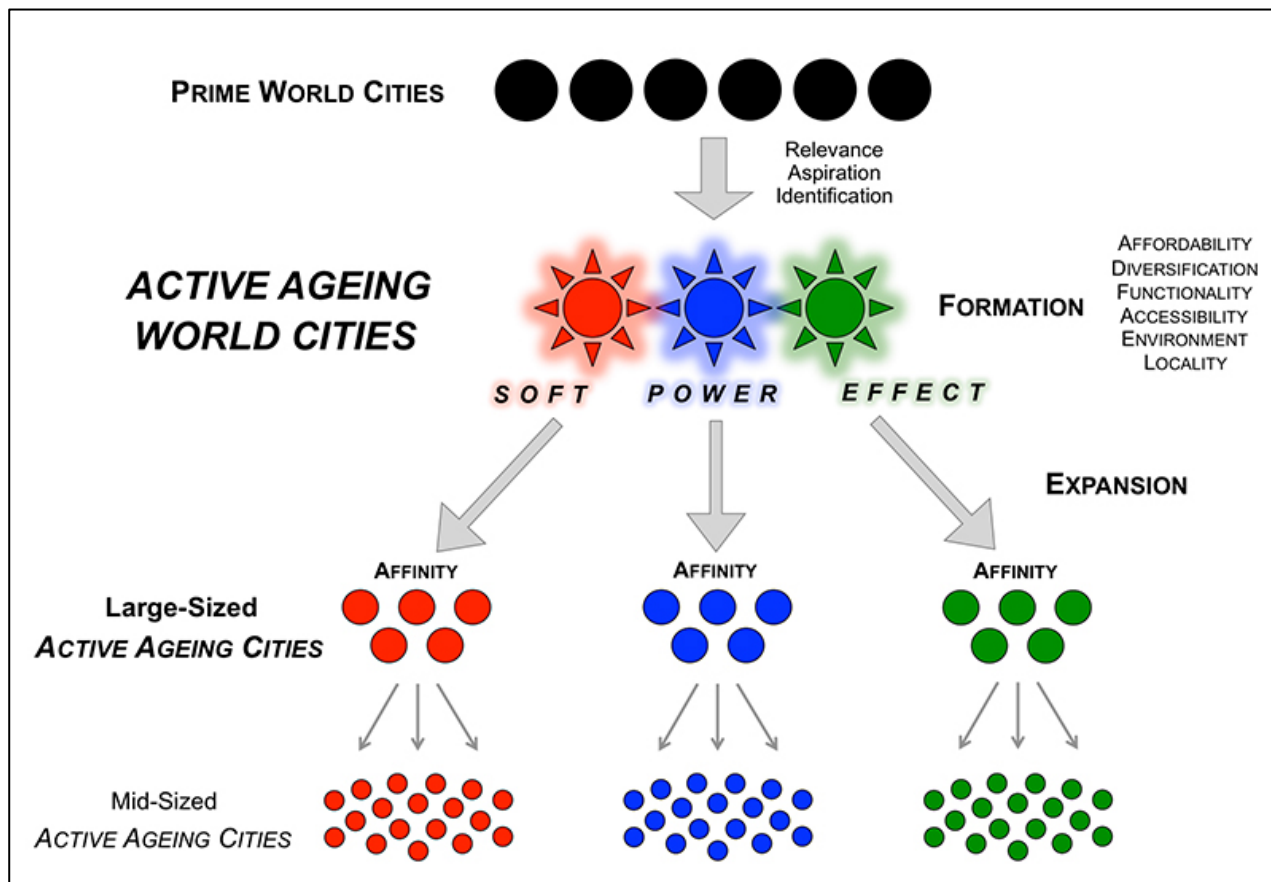 PRIME WORLD CITIES
Relevance
Aspiration
Identification
ACTIVE AGEING
WORLD CITIES
FORMATION
AFFORDABILITY
DIVERSIFICATION
FUNCTIONALITY
ACCESSIBILITY
ENVIRONMENT
LOCALITY
SOFT POWER EFFECT
EXPANSION
AFFINITY AFFINITY AFFINITY
Large-Sized
ACTIVE AGEING CITIES
Mid-Sized
ACTIVE AGEING CITIES